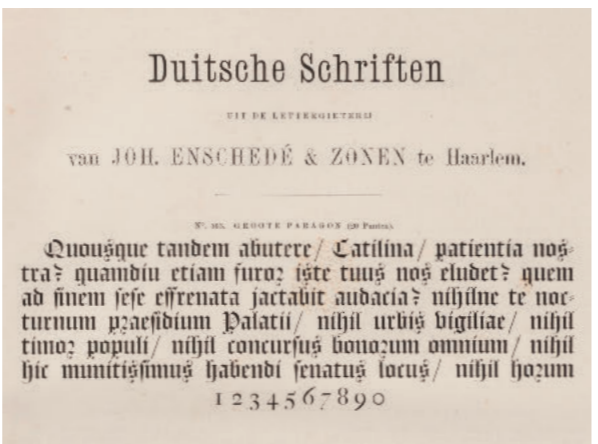 Duitsche Schriften
UIT DE LETTERGIETERIJ
van JOH. ENSCHEDÉ & ZONEN te Haarlem.
GROOTE PARAGON (20 Punten).
Quousque tandem abutere/ Catilina/ patientia nos-
tra? quamdiu etiam furor iste tuus nos eludet? quem
ad finem sese effrenata jactabit audacia? nihilne te noc-
turnum praesidium Palatii/ nihil urbis vigiliae/ nihil
timor populi/ nihil concursus bonorum omnium/ nihil
hic munitissimus habendi senatus locus/ nihil horum
1234567890